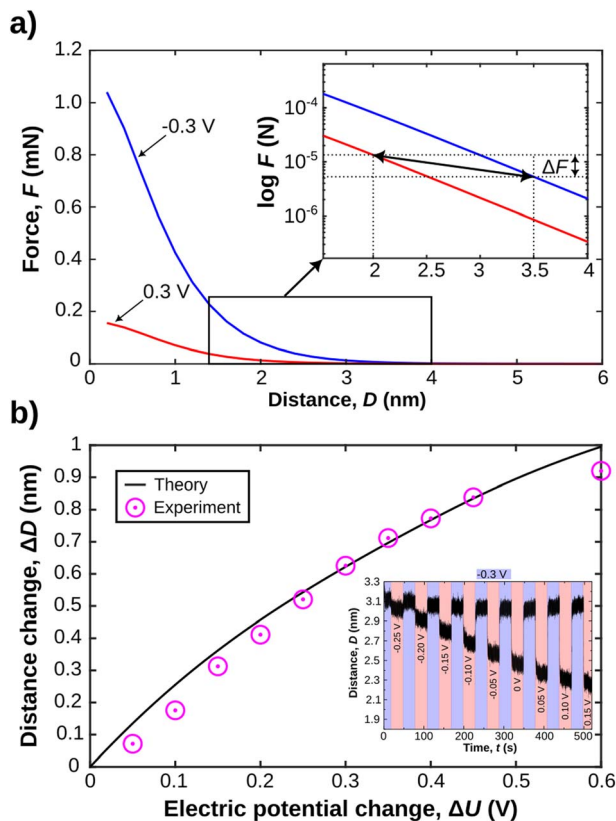 a)
1.2
1.0
0.8
0.6
0.4
0.2
0
Force, F (mN)
-0.3 V
0.3 V
0 1 2 3 4 5 6
Distance, D (nm)
log F (N)
10-4
10-5
10-6
ΔF
2 2.5 3 3.5 4
b)
1
0.9
0.8
0.7
0.6
0.5
0.4
0.3
0.2
0.1
0
Distance change, ΔD (nm)
Theory
Experiment
-0.3 V
3.3
3.0
2.7
2.4
2.1
1.9
Distance, D (nm)
-0.25 V
-0.20 V
-0.15 V
-0.10 V
-0.05 V
0 V
0.05 V
0.10 V
0.15 V
0 100 200 300 400 500
Time, t (s)
0 0.1 0.2 0.3 0.4 0.5 0.6
Electric potential change, ΔU (V)